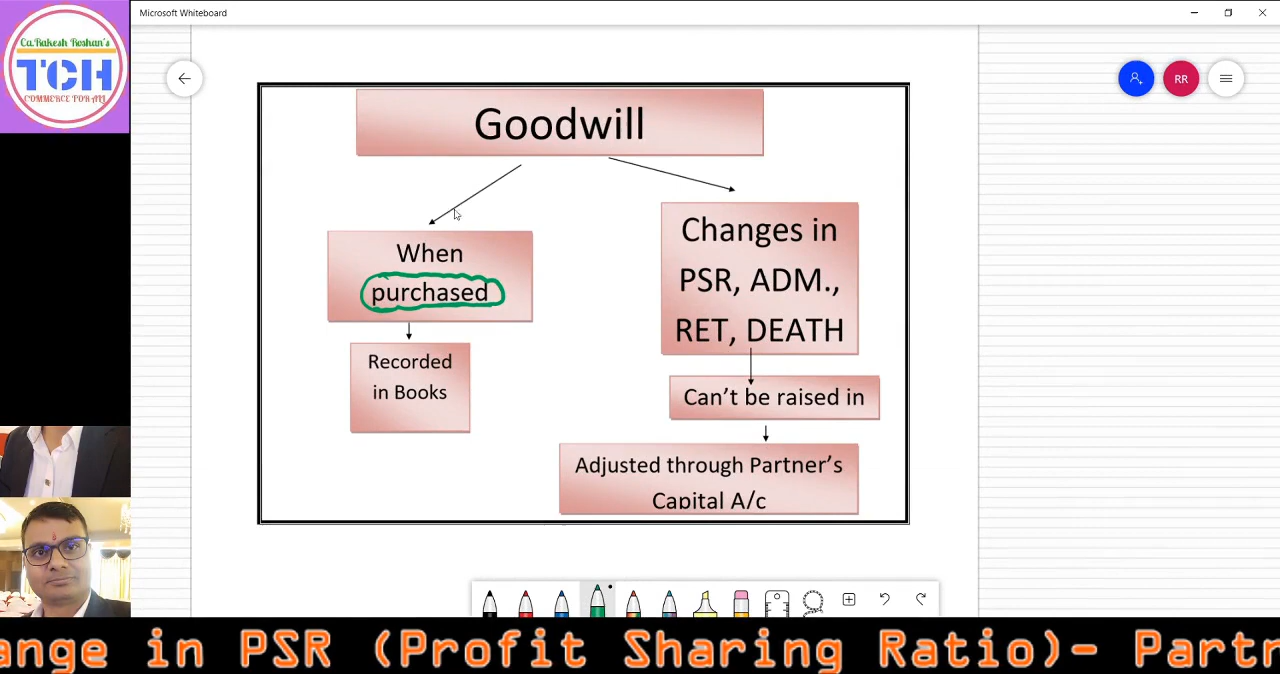 Microsoft Whiteboard
Ca.Rakesh Roshan's
TCH
COMMERCE FOR ALL
RR
Goodwill
When
purchased
Recorded
in Books
Changes in
PSR, ADM.,
RET, DEATH
Can't be raised in
Adjusted through Partner's
Capital A/c
ange in PSR (Profit Sharing Ratio)- Partn